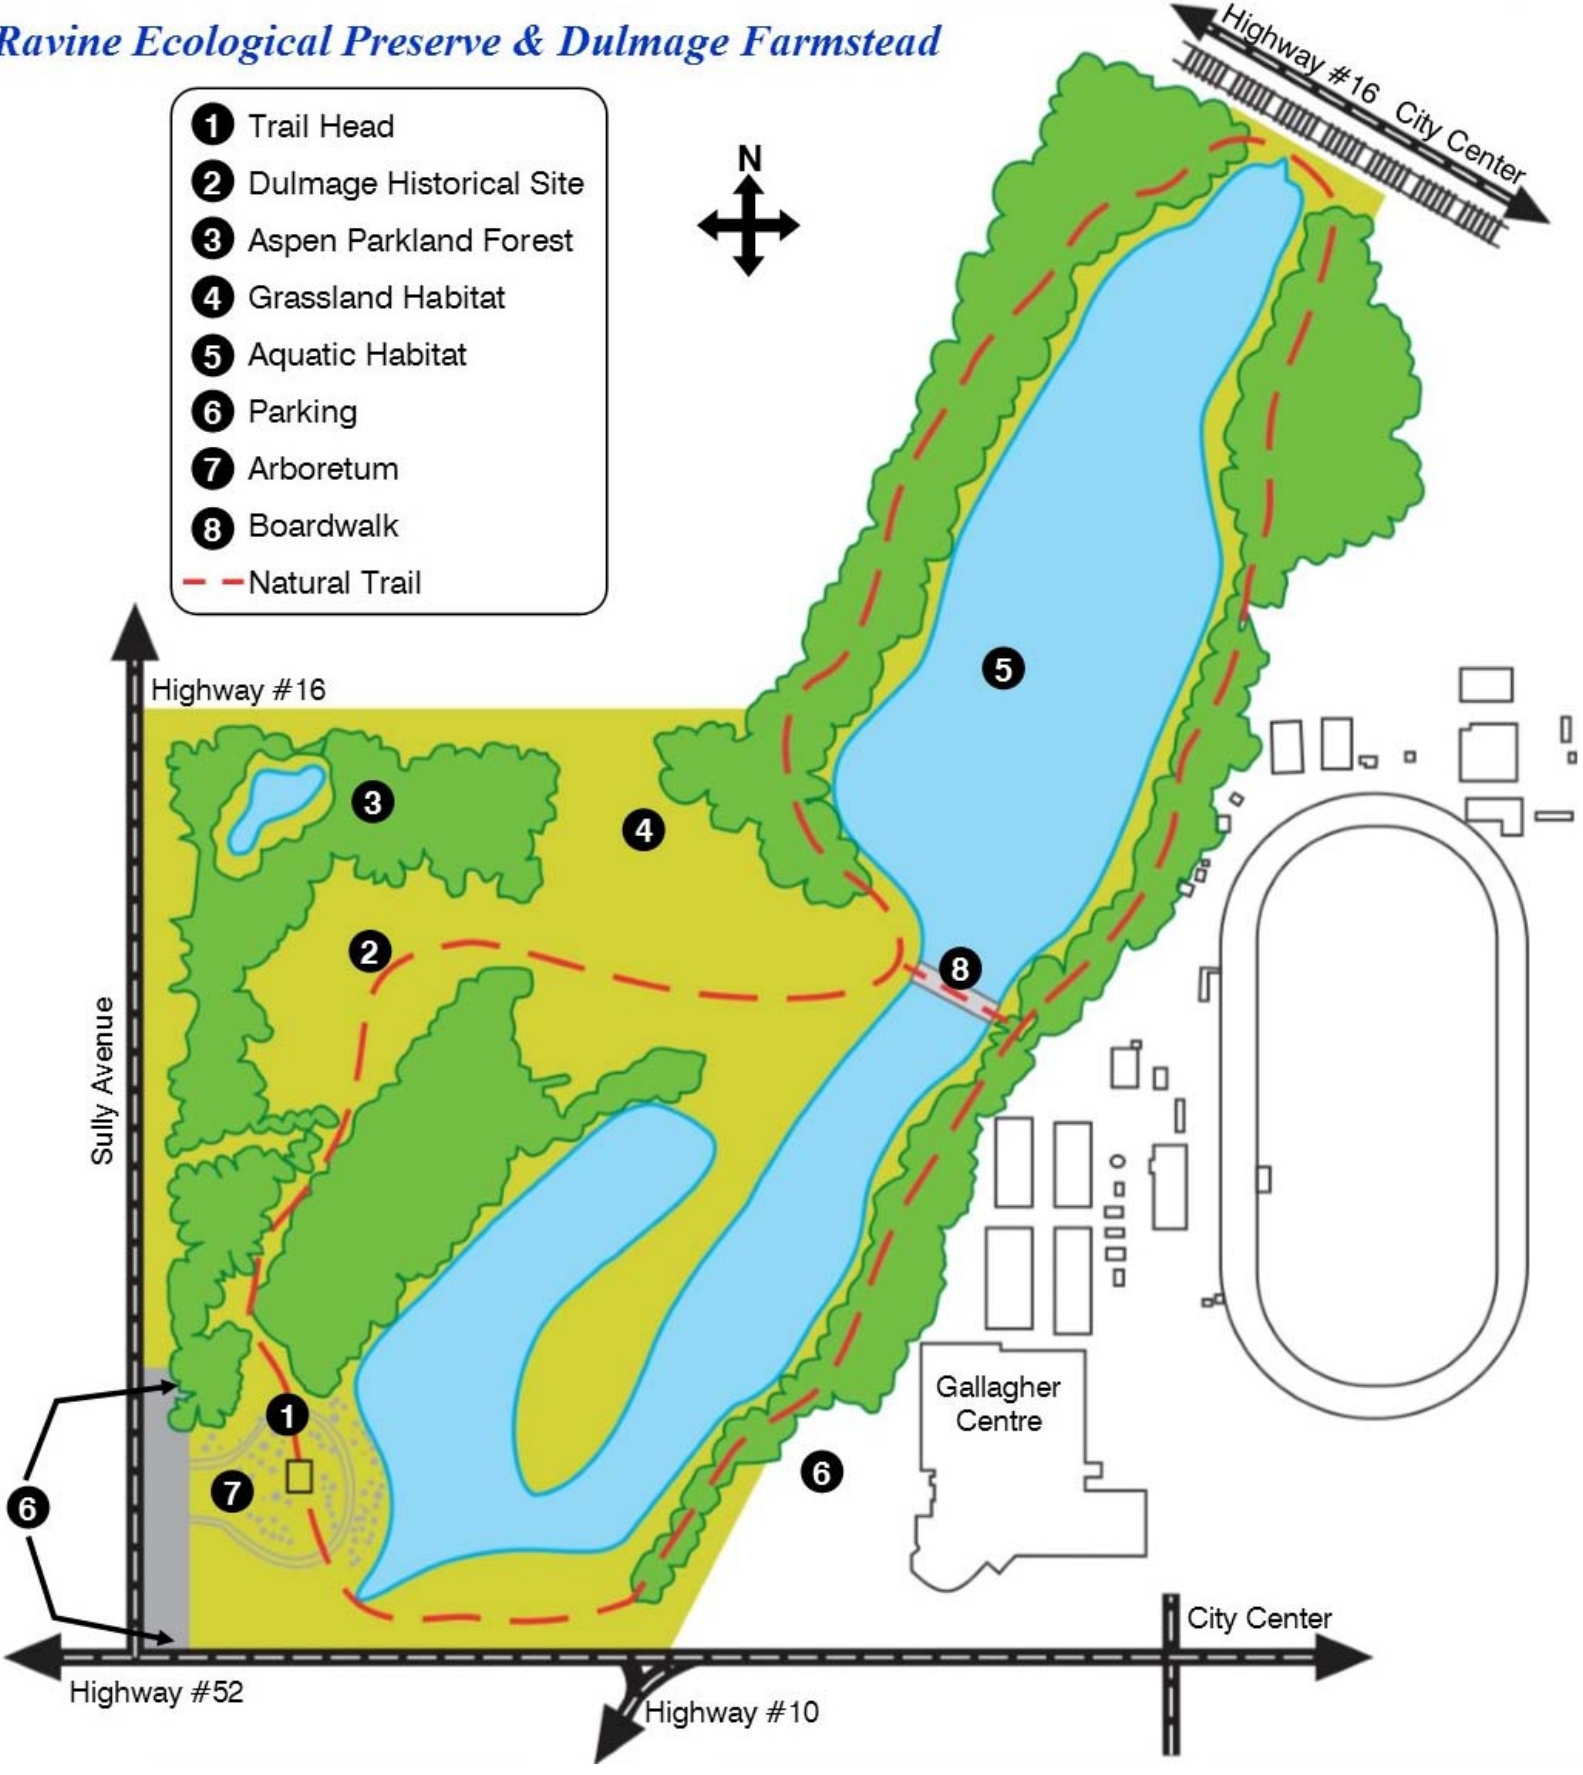 Ravine Ecological Preserve & Dulmage Farmstead
1 Trail Head
2 Dulmage Historical Site
3 Aspen Parkland Forest
4 Grassland Habitat
5 Aquatic Habitat
6 Parking
7 Arboretum
8 Boardwalk
Natural Trail
N
Highway #16 City Center
Highway #16
5
3
4
2
8
Sully Avenue
1
7
6
6
Gallagher
Centre
City Center
Highway #52
Highway #10